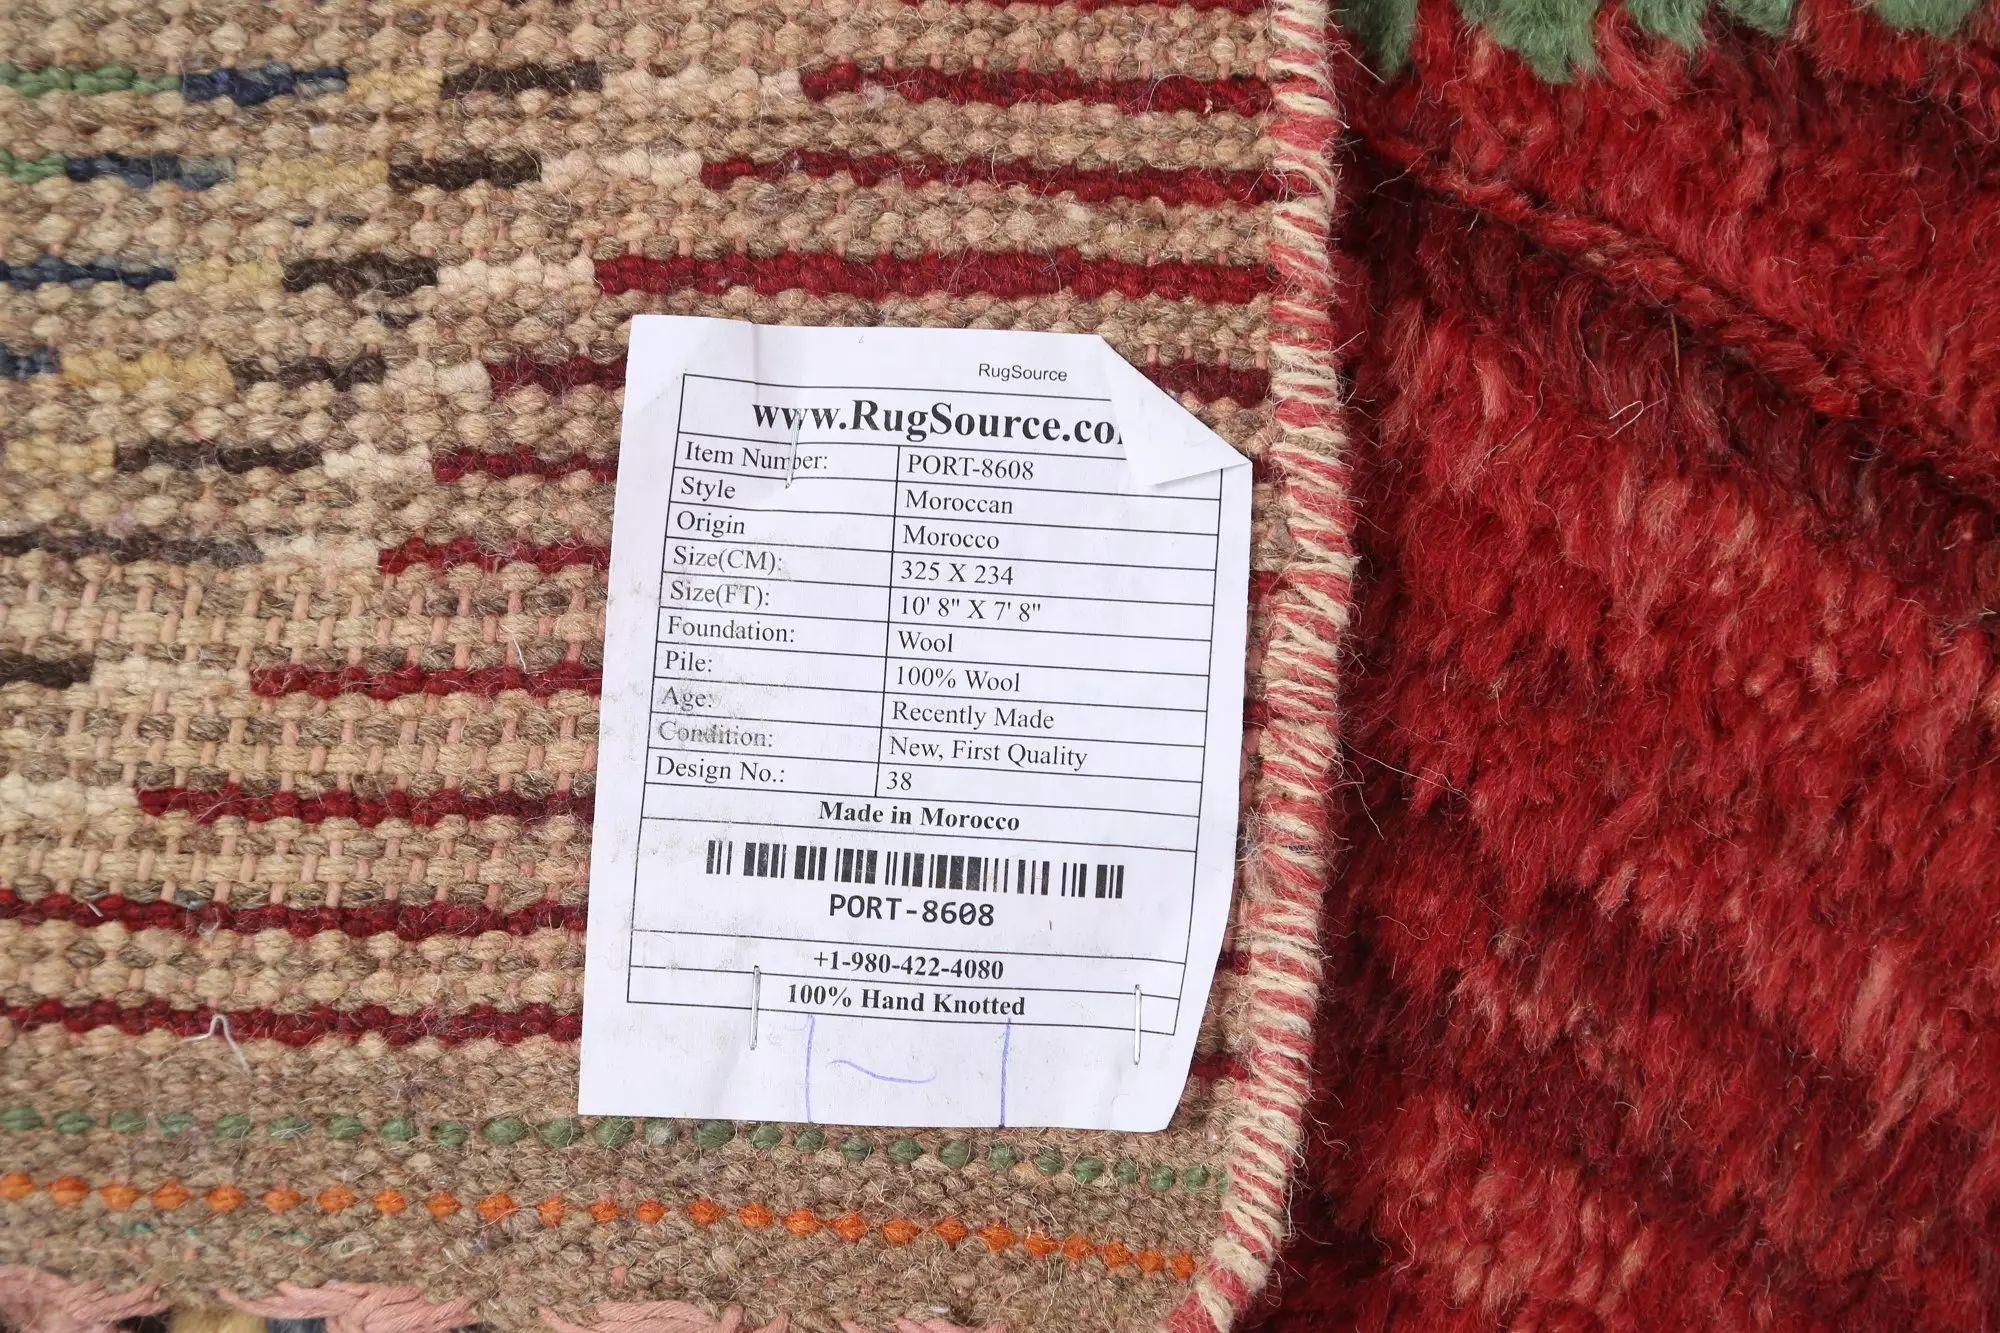 RugSource
www.RugSource.co
Item Number: PORT-8608
Style Moroccan
Origin Morocco
Size(CM): 325 X 234
Size(FT): 10' 8" X 7' 8"
Foundation: Wool
Pile: 100% Wool
Age: Recently Made
Condition: New, First Quality
Design No.: 38
Made in Morocco
PORT-8608
+1-980-422-4080
100% Hand Knotted
1-1